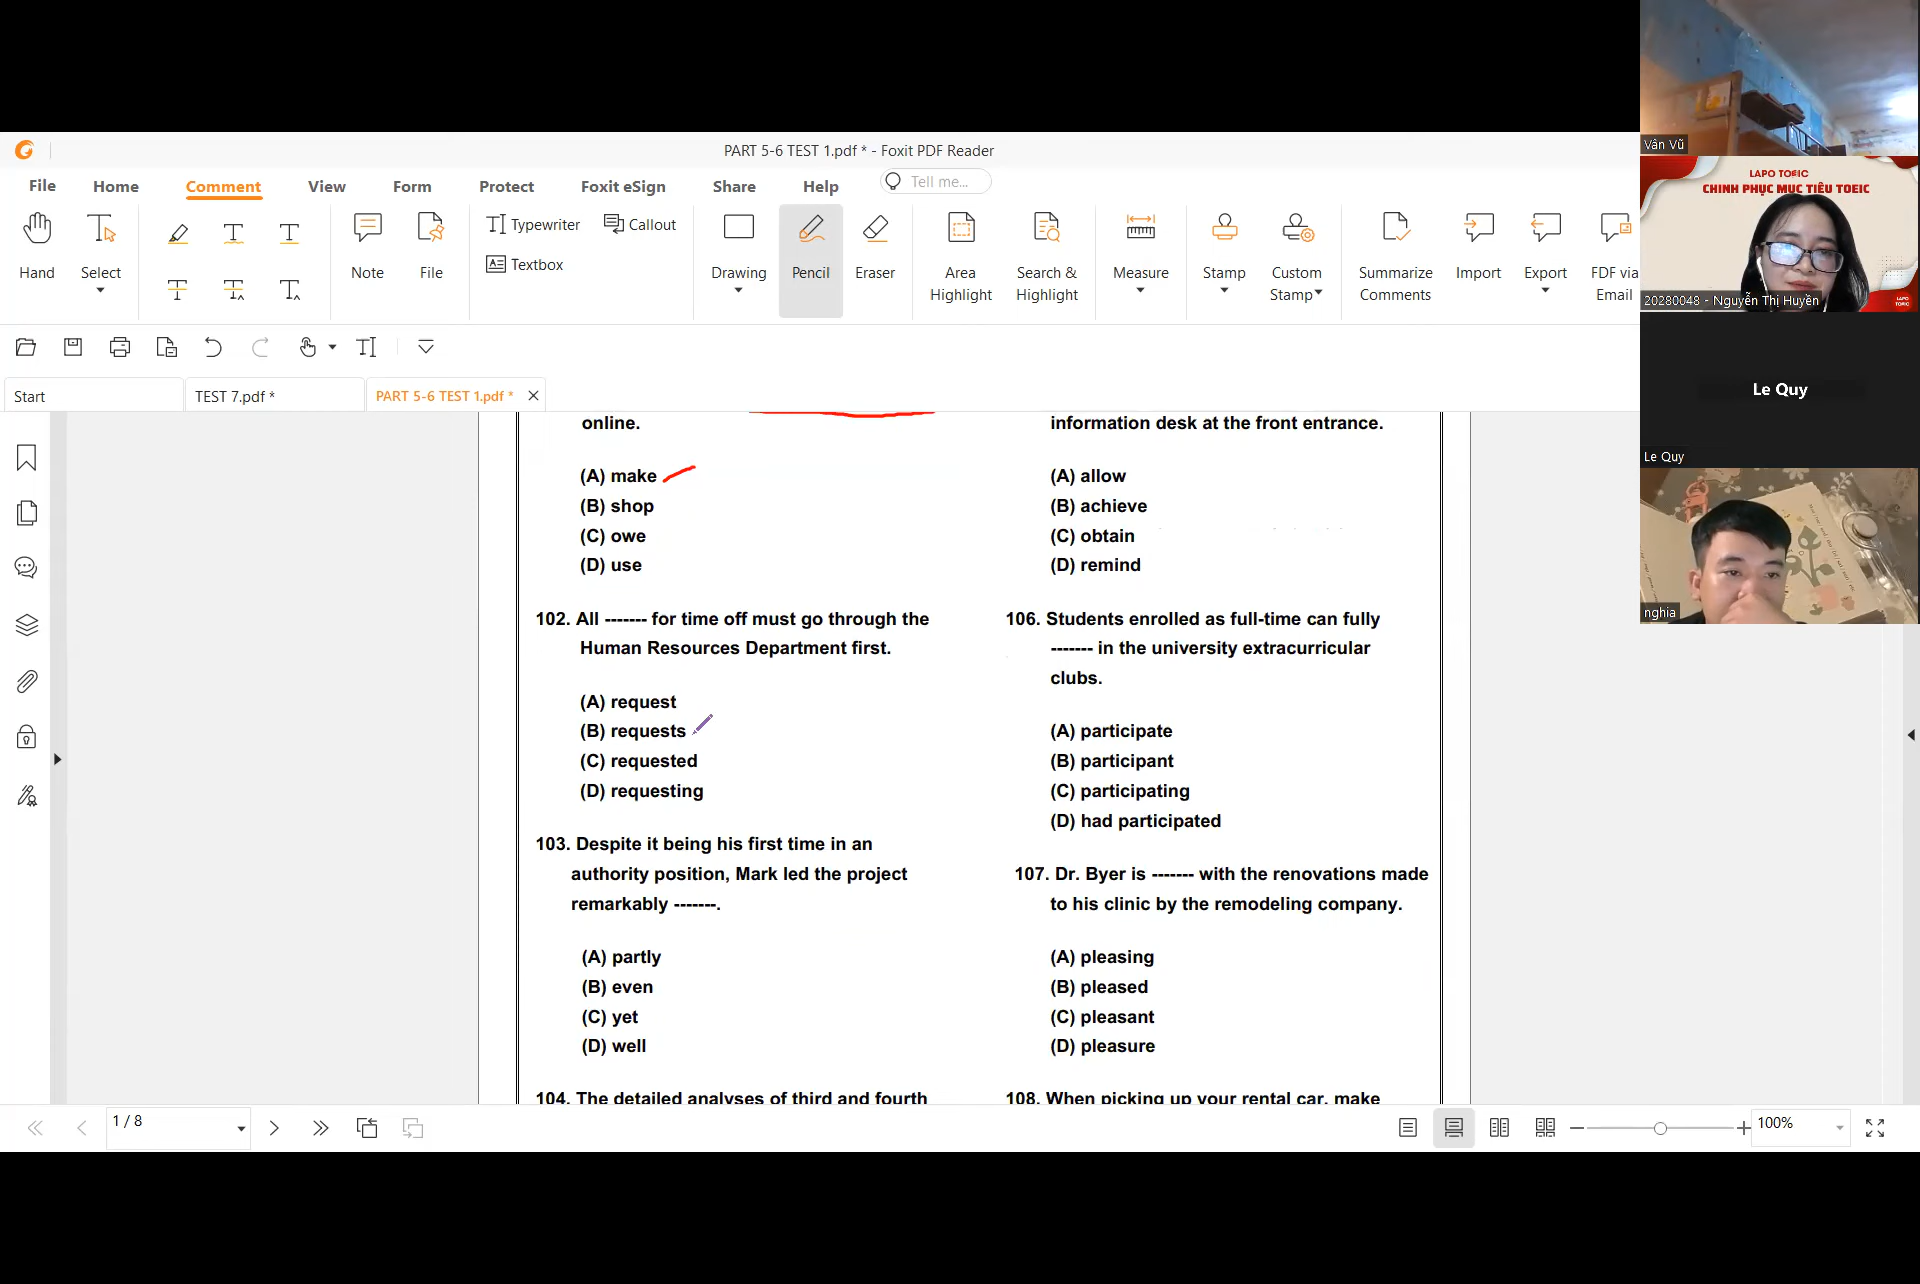 PART 5-6 TEST 1.pdf * - Foxit PDF Reader
File Home Comment View Form Protect Foxit eSign Share Help Tell me...
Hand
Select
Note
File
Typewriter
Callout
Textbox
Drawing
Pencil
Eraser
Area Highlight
Search & Highlight
Measure
Stamp
Custom Stamp
Summarize Comments
Import
Export
FDF via Email
Start
TEST 7.pdf *
PART 5-6 TEST 1.pdf *
online.
(A) make
(B) shop
(C) owe
(D) use
102. All ------- for time off must go through the
Human Resources Department first.
(A) request
(B) requests
(C) requested
(D) requesting
103. Despite it being his first time in an
authority position, Mark led the project
remarkably -------.
(A) partly
(B) even
(C) yet
(D) well
104. The detailed analyses of third and fourth
information desk at the front entrance.
(A) allow
(B) achieve
(C) obtain
(D) remind
106. Students enrolled as full-time can fully
------- in the university extracurricular
clubs.
(A) participate
(B) participant
(C) participating
(D) had participated
107. Dr. Byer is ------- with the renovations made
to his clinic by the remodeling company.
(A) pleasing
(B) pleased
(C) pleasant
(D) pleasure
108. When picking up your rental car, make
1 / 8
100%
Vân Vũ
LAPO TOEIC
CHINH PHỤC MỤC TIÊU TOEIC
20280048 - Nguyễn Thị Huyền
Le Quy
Le Quy
nghia